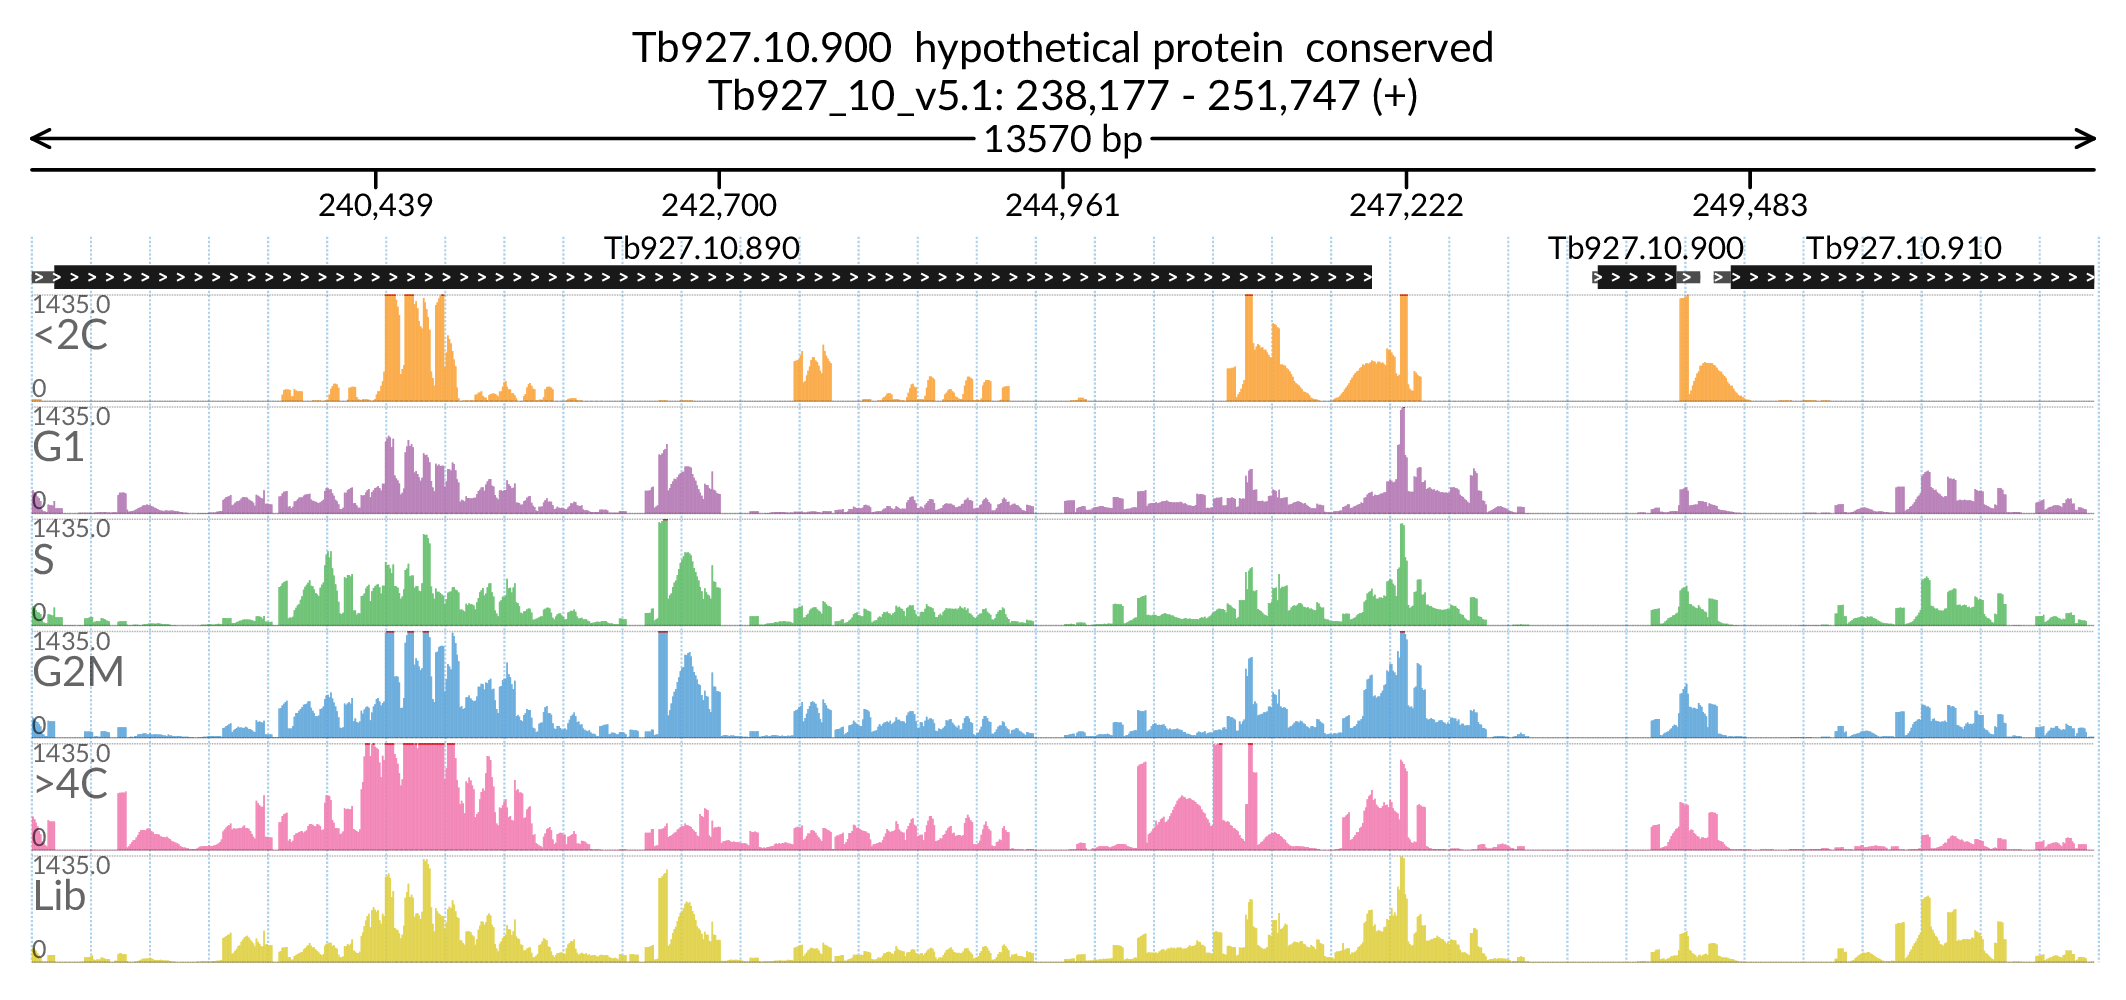 Tb927.10.900  hypothetical protein  conserved
Tb927_10_v5.1: 238,177 - 251,747 (+)
13570 bp
240,439 242,700 244,961 247,222 249,483
Tb927.10.890 Tb927.10.900 Tb927.10.910
1435.0
<2C
0
1435.0
G1
0
1435.0
S
0
1435.0
G2M
0
1435.0
>4C
0
1435.0
Lib
0